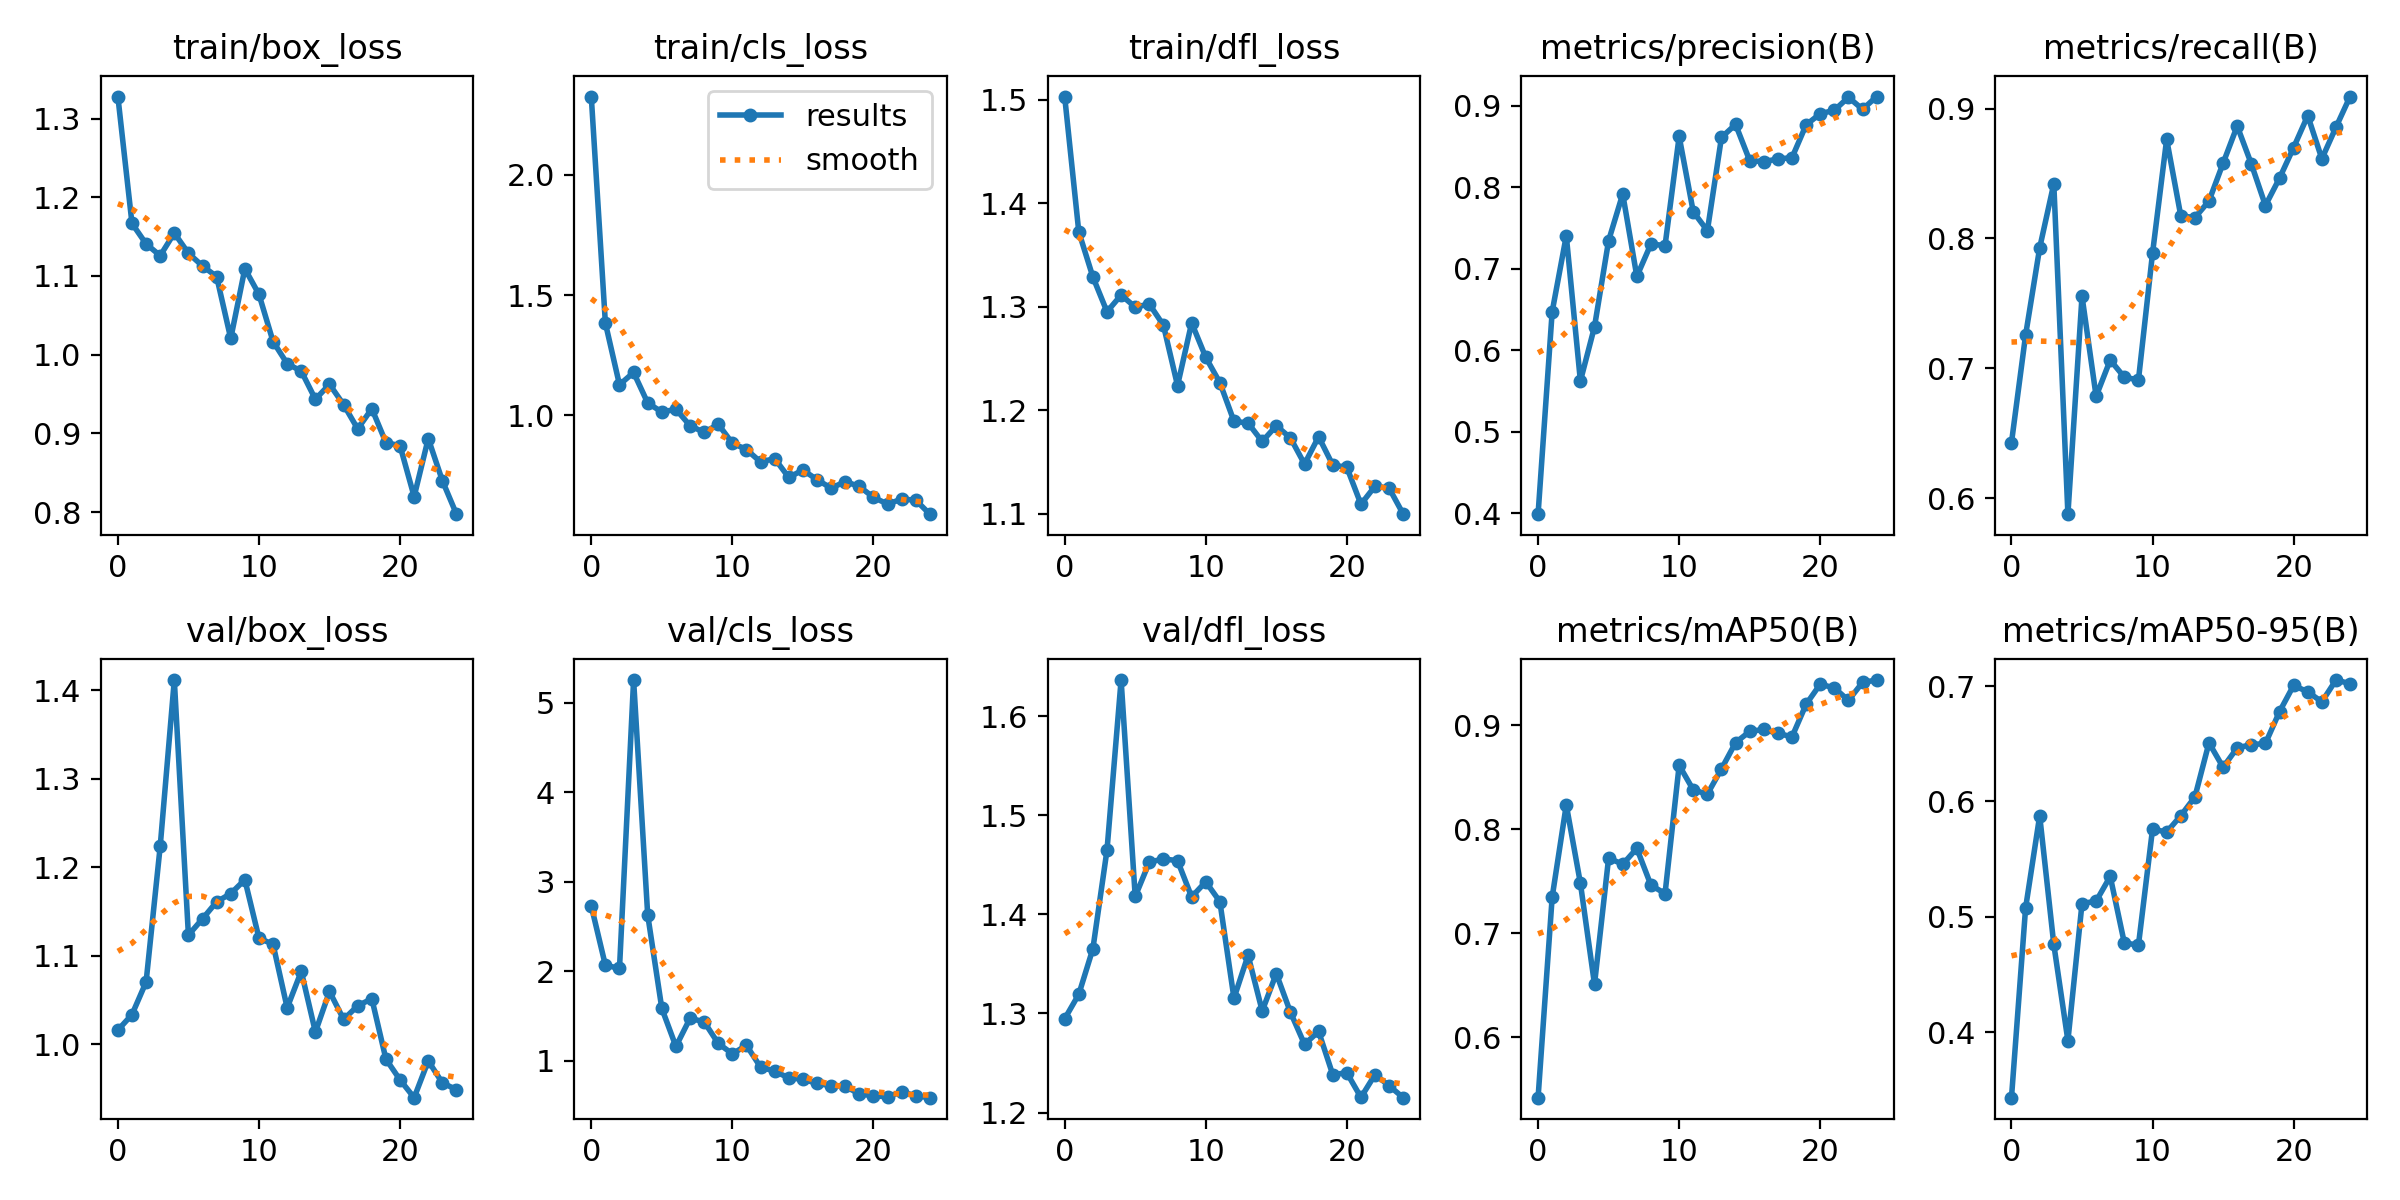 train/box_loss
1.3
1.2
1.1
1.0
0.9
0.8
0 10 20
train/cls_loss
results
smooth
2.0
1.5
1.0
0 10 20
train/dfl_loss
1.5
1.4
1.3
1.2
1.1
0 10 20
metrics/precision(B)
0.9
0.8
0.7
0.6
0.5
0.4
0 10 20
metrics/recall(B)
0.9
0.8
0.7
0.6
0 10 20
val/box_loss
1.4
1.3
1.2
1.1
1.0
0 10 20
val/cls_loss
5
4
3
2
1
0 10 20
val/dfl_loss
1.6
1.5
1.4
1.3
1.2
0 10 20
metrics/mAP50(B)
0.9
0.8
0.7
0.6
0 10 20
metrics/mAP50-95(B)
0.7
0.6
0.5
0.4
0 10 20